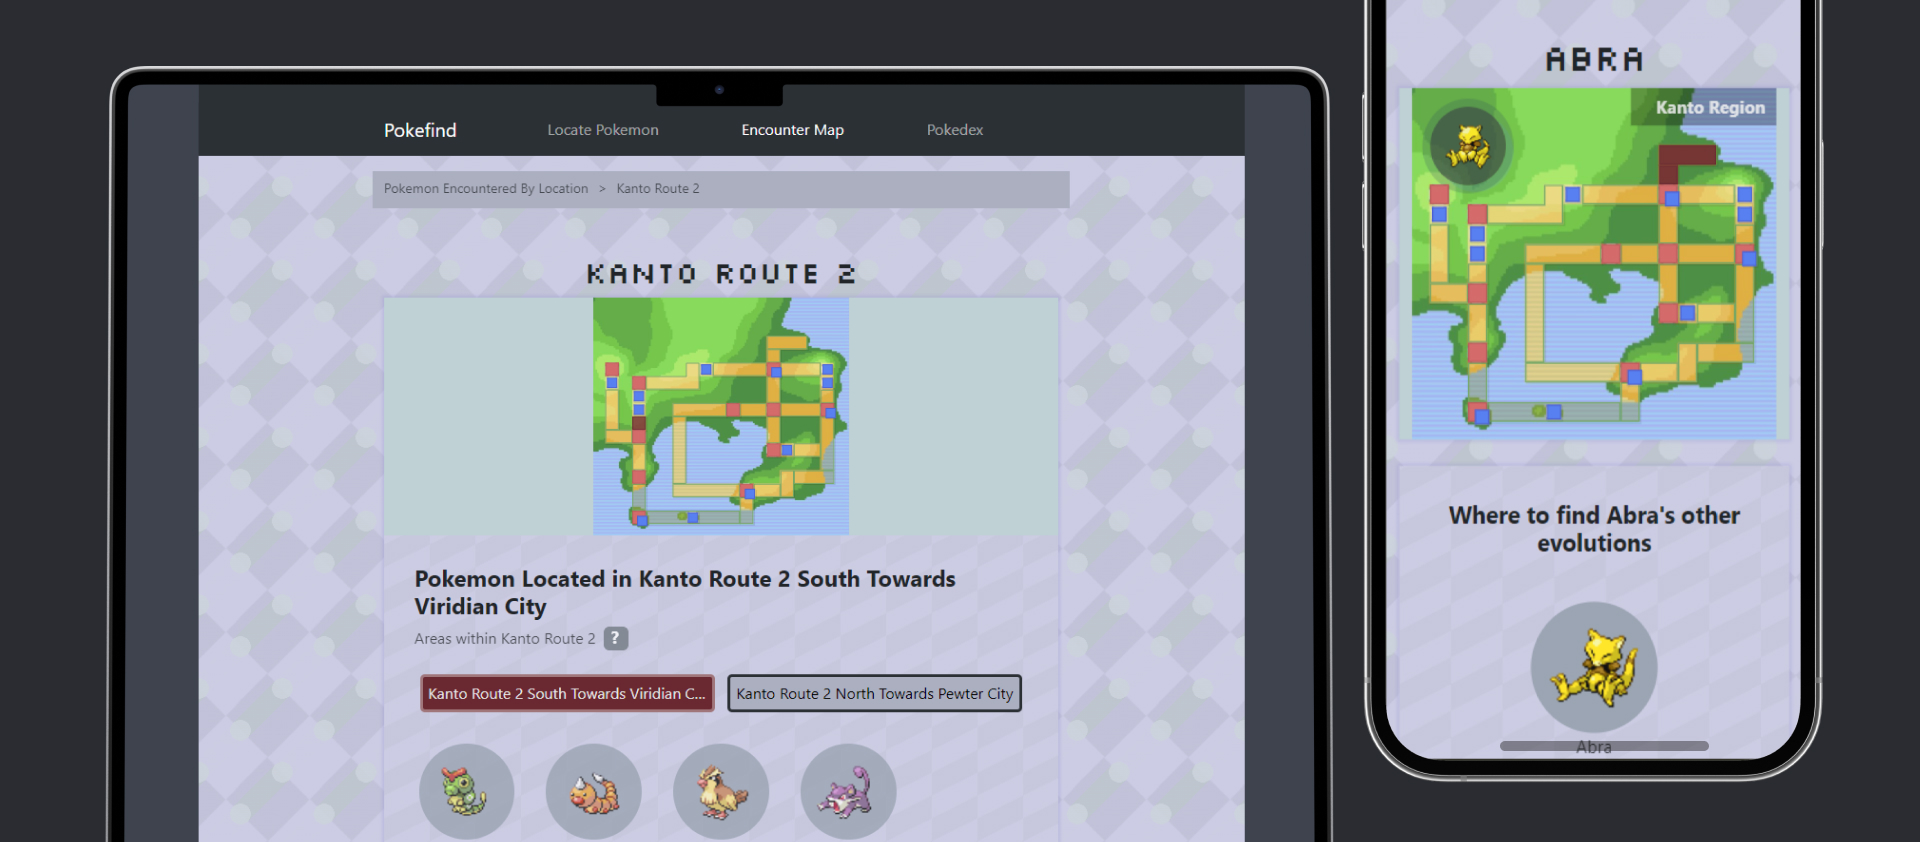 Pokefind
Locate Pokemon
Encounter Map
Pokedex
Pokemon Encountered By Location > Kanto Route 2
KANTO ROUTE 2
Pokemon Located in Kanto Route 2 South Towards
Viridian City
Areas within Kanto Route 2 ?
Kanto Route 2 South Towards Viridian C...
Kanto Route 2 North Towards Pewter City
ABRA
Kanto Region
Where to find Abra's other
evolutions
Abra